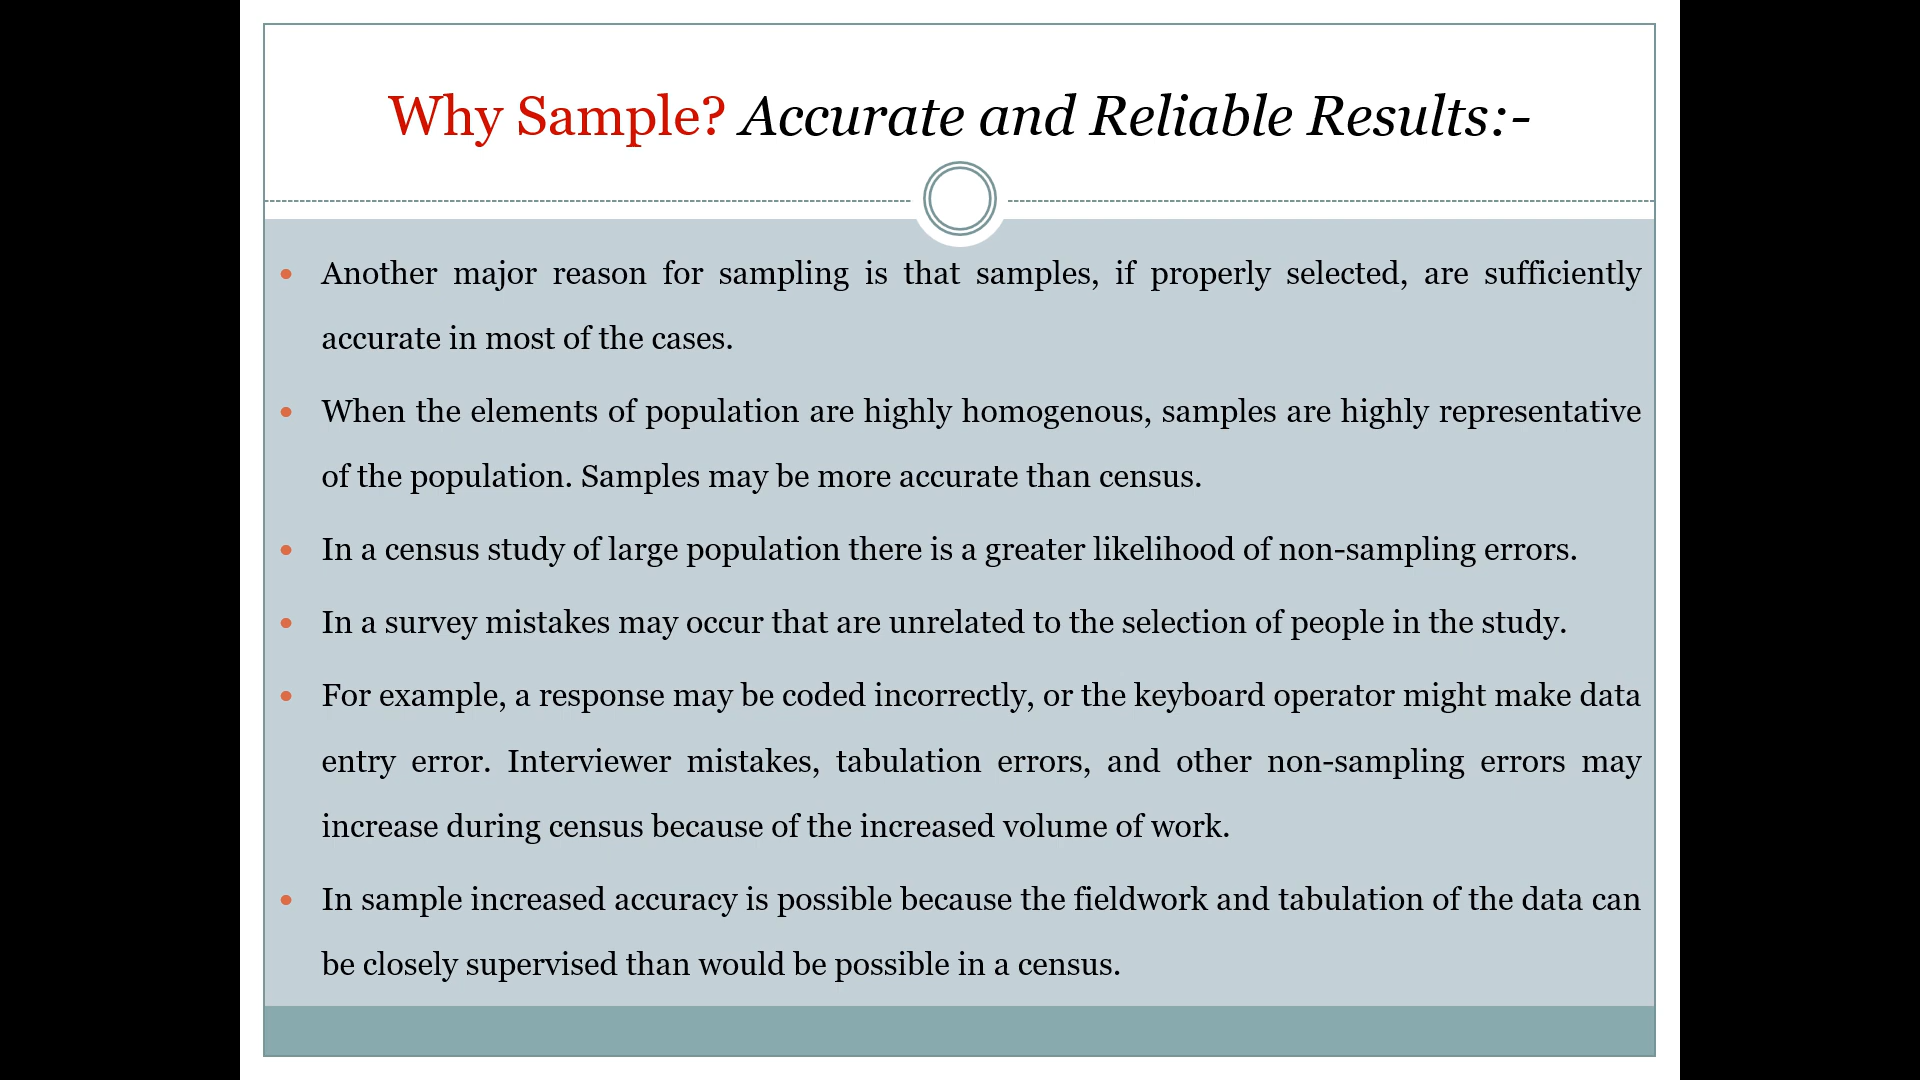 Why Sample? Accurate and Reliable Results:-
• Another major reason for sampling is that samples, if properly selected, are sufficiently
accurate in most of the cases.
• When the elements of population are highly homogenous, samples are highly representative
of the population. Samples may be more accurate than census.
• In a census study of large population there is a greater likelihood of non-sampling errors.
• In a survey mistakes may occur that are unrelated to the selection of people in the study.
• For example, a response may be coded incorrectly, or the keyboard operator might make data
entry error. Interviewer mistakes, tabulation errors, and other non-sampling errors may
increase during census because of the increased volume of work.
• In sample increased accuracy is possible because the fieldwork and tabulation of the data can
be closely supervised than would be possible in a census.